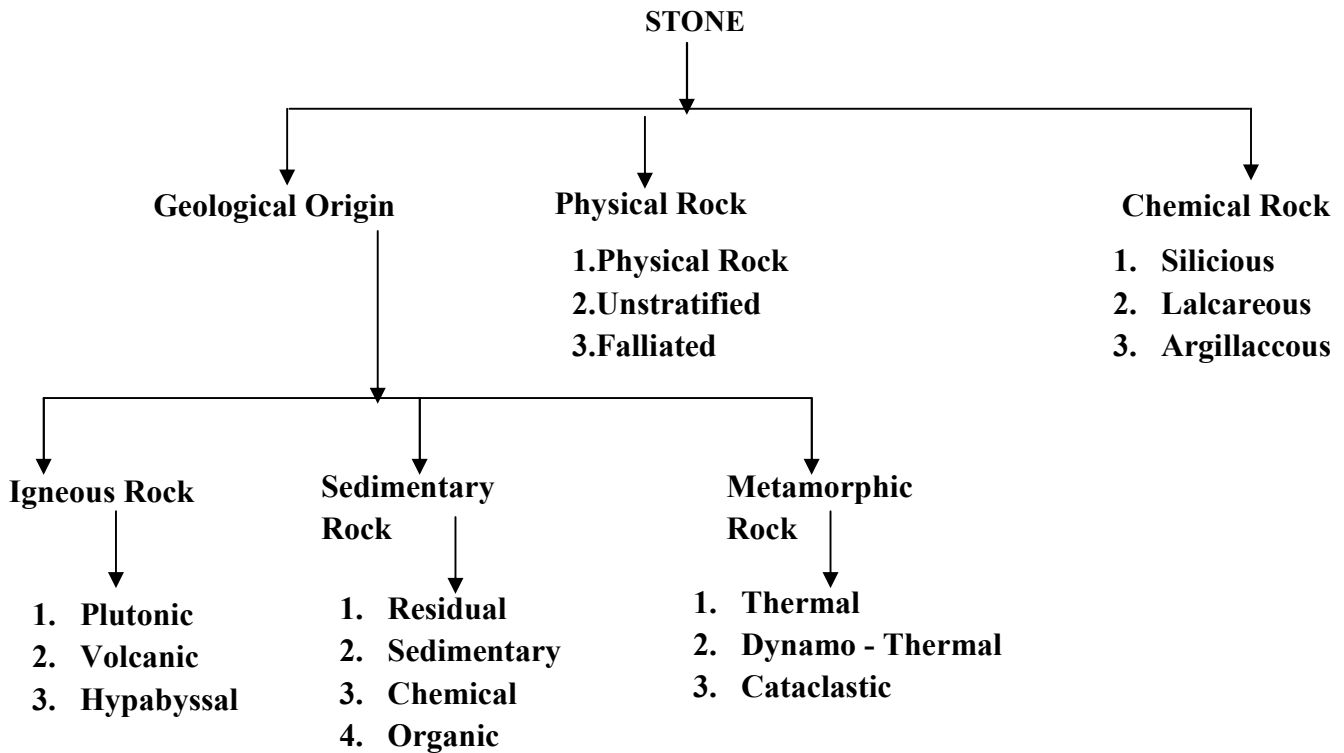 STONE
Geological Origin
Physical Rock
1.Physical Rock
2.Unstratified
3.Falliated
Chemical Rock
1. Silicious
2. Lalcareous
3. Argillaccous
Igneous Rock
1. Plutonic
2. Volcanic
3. Hypabyssal
Sedimentary
Rock
1. Residual
2. Sedimentary
3. Chemical
4. Organic
Metamorphic
Rock
1. Thermal
2. Dynamo - Thermal
3. Cataclastic